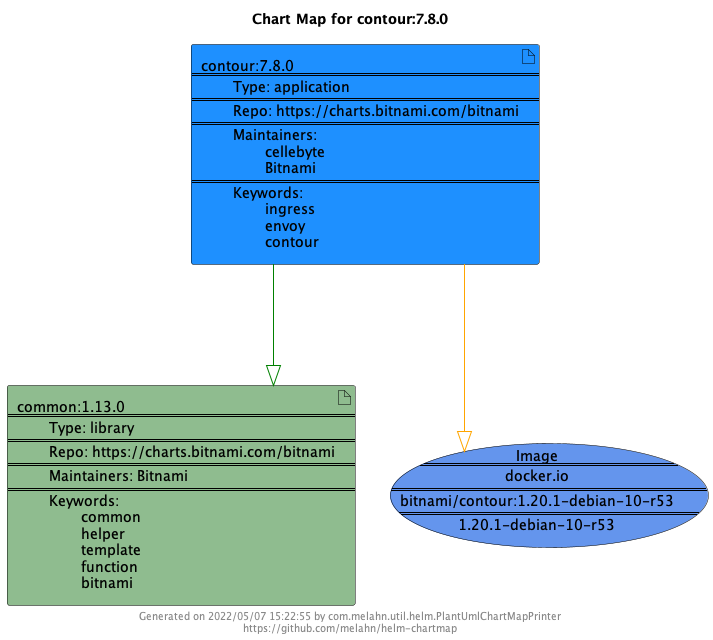 Chart Map for contour:7.8.0
contour:7.8.0
Type: application
Repo: https://charts.bitnami.com/bitnami
Maintainers:
cellebyte
Bitnami
Keywords:
ingress
envoy
contour
common:1.13.0
Type: library
Repo: https://charts.bitnami.com/bitnami
Maintainers: Bitnami
Keywords:
common
helper
template
function
bitnami
Image
docker.io
bitnami/contour:1.20.1-debian-10-r53
1.20.1-debian-10-r53
Generated on 2022/05/07 15:22:55 by com.melahn.util.helm.PlantUmlChartMapPrinter
https://github.com/melahn/helm-chartmap